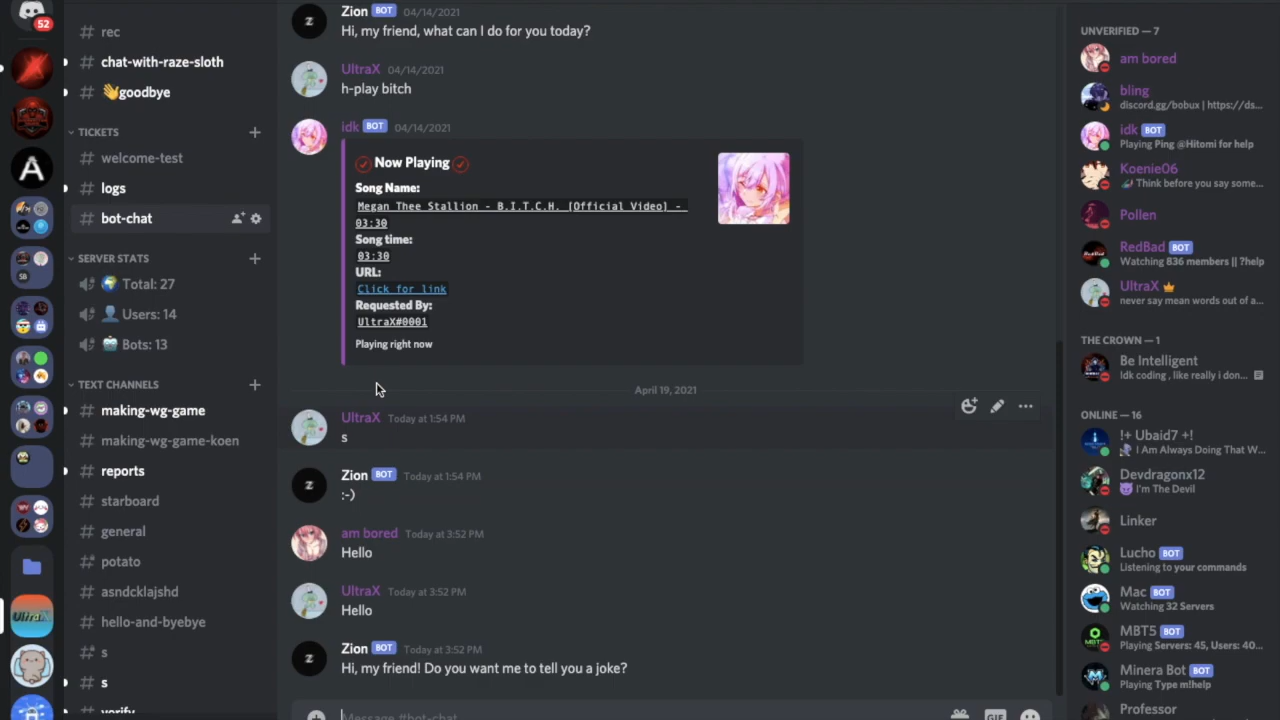 52
rec
chat-with-raze-sloth
👋goodbye
TICKETS
welcome-test
logs
bot-chat
SERVER STATS
🌍 Total: 27
👤 Users: 14
🤖 Bots: 13
TEXT CHANNELS
making-wg-game
making-wg-game-koen
reports
starboard
general
potato
asndcklajshd
hello-and-byebye
s
s
verify
A
SB
UltraX
Zion BOT 04/14/2021
Hi, my friend, what can I do for you today?
UltraX 04/14/2021
h-play bitch
idk BOT 04/14/2021
Now Playing
Song Name:
Megan Thee Stallion - B.I.T.C.H. [Official Video] -
03:30
Song time:
03:30
URL:
Click for link
Requested By:
UltraX#0001
Playing right now
April 19, 2021
UltraX Today at 1:54 PM
s
Zion BOT Today at 1:54 PM
:-)
am bored Today at 3:52 PM
Hello
UltraX Today at 3:52 PM
Hello
Zion BOT Today at 3:52 PM
Hi, my friend! Do you want me to tell you a joke?
Message #bot-chat
GIF
UNVERIFIED — 7
am bored
bling
discord.gg/bobux | https://ds...
idk BOT
Playing Ping @Hitomi for help
Koenie06
Think before you say some...
Pollen
RedBad BOT
Watching 836 members || ?help
UltraX
never say mean words out of a...
THE CROWN — 1
Be Intelligent
Idk coding , like really i don...
ONLINE — 16
!+ Ubaid7 +!
I Am Always Doing That W...
Devdragonx12
😈 I'm The Devil
Linker
Lucho BOT
Listening to your commands
Mac BOT
Watching 32 Servers
MBT5 BOT
Playing Servers: 45, Users: 40...
Minera Bot BOT
Playing Type m!help
Professor